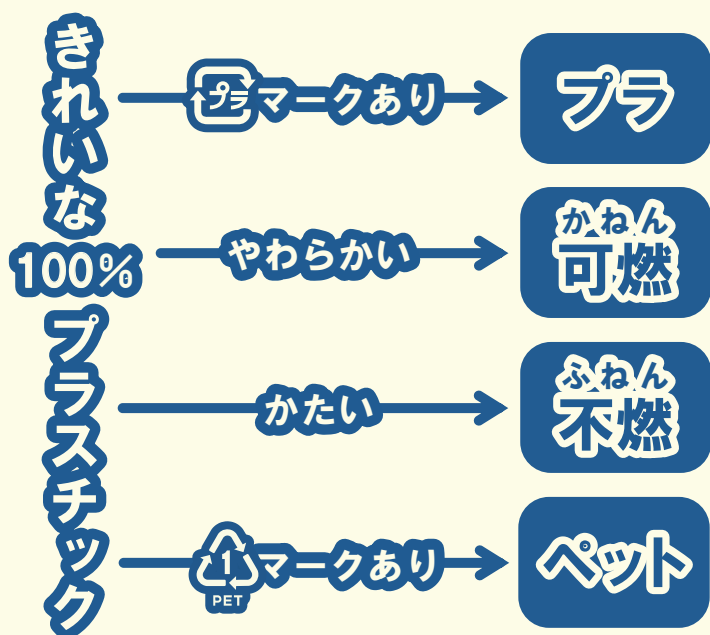 きれいな100%プラスチック
プラマークあり
プラ
やわらかい
かねん
可燃
かたい
ふねん
不燃
1
PET
マークあり
ペット